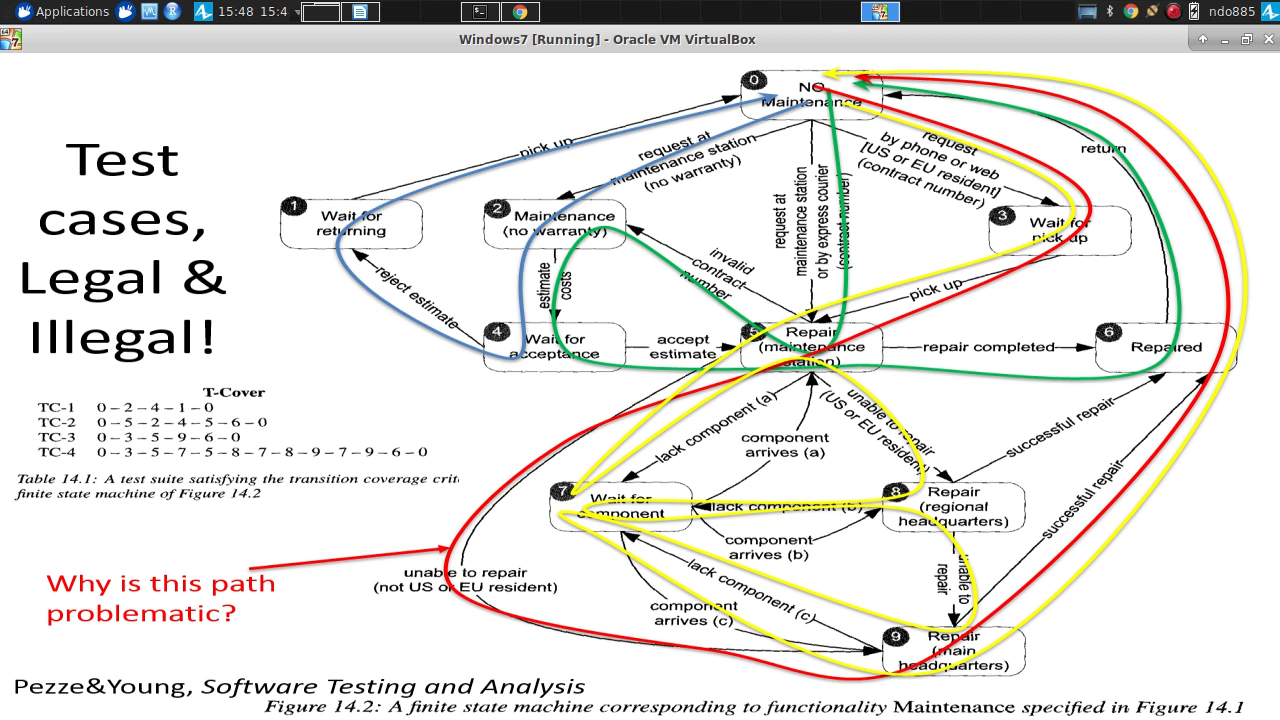 Applications 15:48 15:4 ndo885
Windows7 [Running] - Oracle VM VirtualBox
Test
cases,
Legal &
Illegal!
T-Cover
TC-1 0 – 2 – 4 – 1 – 0
TC-2 0 – 5 – 2 – 4 – 5 – 6 – 0
TC-3 0 – 3 – 5 – 9 – 6 – 0
TC-4 0 – 3 – 5 – 7 – 5 – 8 – 7 – 8 – 9 – 7 – 9 – 6 – 0
Table 14.1: A test suite satisfying the transition coverage crit
finite state machine of Figure 14.2
Why is this path
problematic?
0
NO
Maintenance
pick up
request at
maintenance station
(no warranty)
request at
maintenance station
or by express courier
(contract number)
request
by phone or web
[US or EU resident]
(contract number)
return
1
Wait for
returning
2
Maintenance
(no warranty)
3
Wait for
pick up
reject estimate
estimate
costs
invalid
contract
number
pick up
4
Wait for
acceptance
accept
estimate
5
Repair
(maintenance
station)
repair completed
6
Repaired
lack component (a)
component
arrives (a)
unable to repair
(US or EU resident)
successful repair
successful repair
7
Wait for
component
lack component (b)
component
arrives (b)
8
Repair
(regional
headquarters)
unable to repair
(not US or EU resident)
lack component (c)
component
arrives (c)
unable to
repair
9
Repair
(main
headquarters)
Pezze&Young, Software Testing and Analysis
Figure 14.2: A finite state machine corresponding to functionality Maintenance specified in Figure 14.1